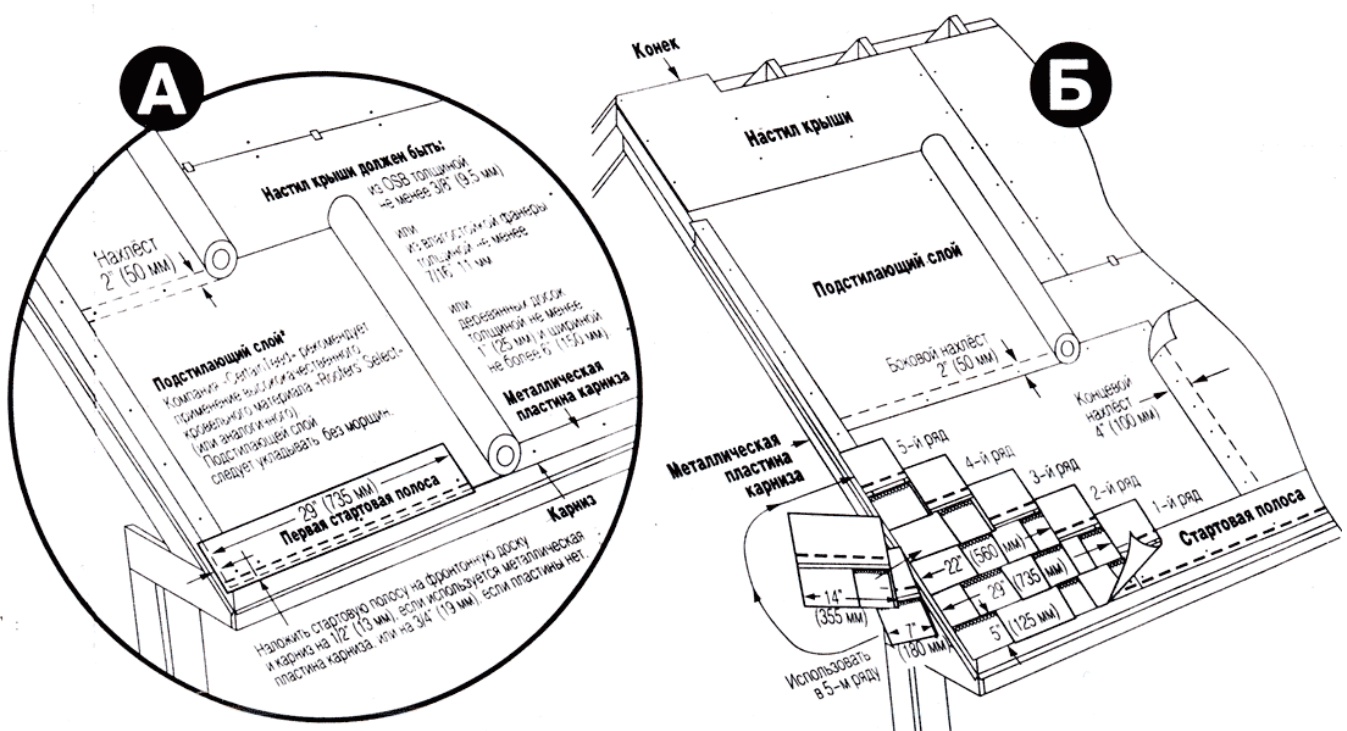 А
Настил крыши должен быть:
из OSB толщиной
не менее 3/8" (9.5 мм)
или
из влагостойкой фанеры
толщиной не менее
7/16" 11 мм
или
деревянных досок
толщиной не менее
1" (25 мм) и шириной
не более 6" (150 мм)
Нахлёст
2" (50 мм)
Подстилающий слой*
Компания «CertainTeed» рекомендует
применение высококачественного
кровельного материала «Roofers' Select»
(или аналогичного)
Подстилающей слой
следует укладывать без морщин.
Металлическая
пластина карниза
29" (735 мм)
Первая стартовая полоса
Карниз
Наложить стартовую полосу на фронтонную доску
и карниз на 1/2" (13 мм), если используется металлическая
пластина карниза, или на 3/4" (19 мм), если пластины нет.
Б
Конек
Настил крыши
Подстилающий слой
Боковой нахлёст
2" (50 мм)
Концевой
нахлёст
4" (100 мм)
Металлическая
пластина
карниза
5-й ряд
4-й ряд
3-й ряд
2-й ряд
1-й ряд
Стартовая полоса
22" (560 мм)
29" (735 мм)
5" (125 мм)
14"
(355 мм)
7"
(180 мм)
Использовать
в 5-м ряду